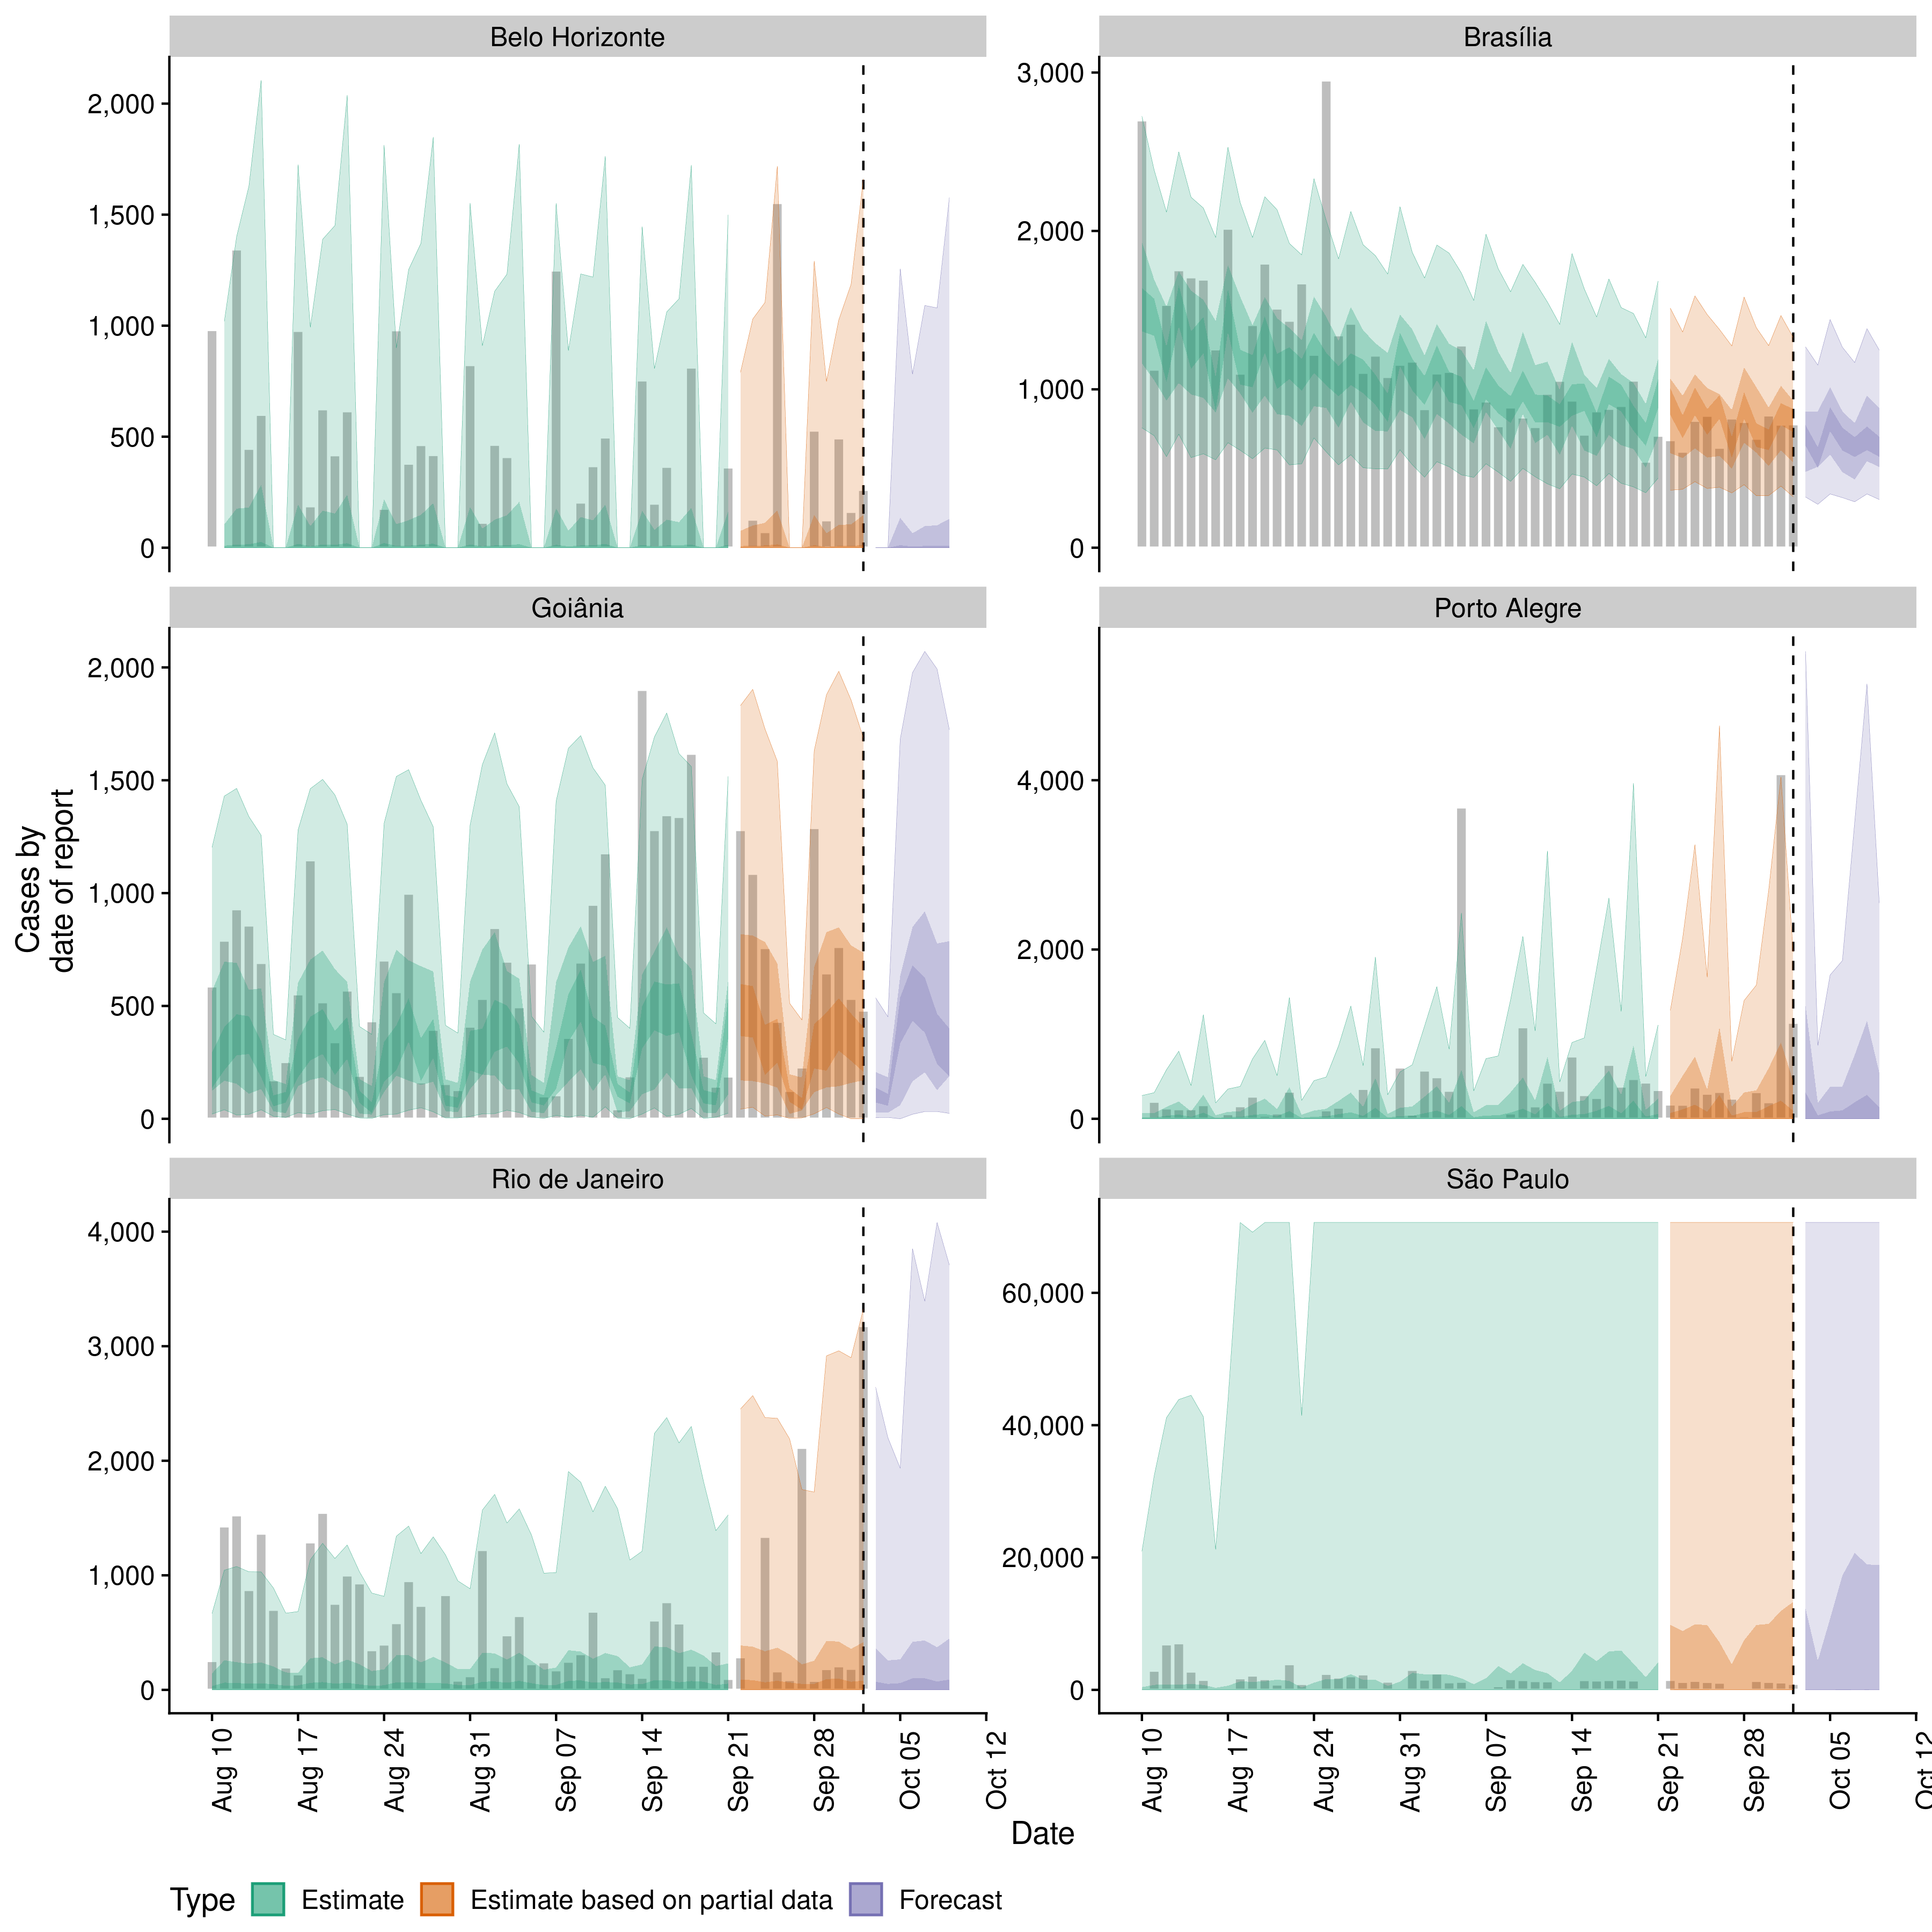 Belo Horizonte
Brasília
2,000
1,500
1,000
500
0
3,000
2,000
1,000
0
Goiânia
Porto Alegre
2,000
1,500
1,000
500
0
4,000
2,000
0
Cases by
date of report
Rio de Janeiro
São Paulo
4,000
3,000
2,000
1,000
0
60,000
40,000
20,000
0
Aug 10
Aug 17
Aug 24
Aug 31
Sep 07
Sep 14
Sep 21
Sep 28
Oct 05
Oct 12
Aug 10
Aug 17
Aug 24
Aug 31
Sep 07
Sep 14
Sep 21
Sep 28
Oct 05
Oct 12
Date
Type Estimate Estimate based on partial data Forecast